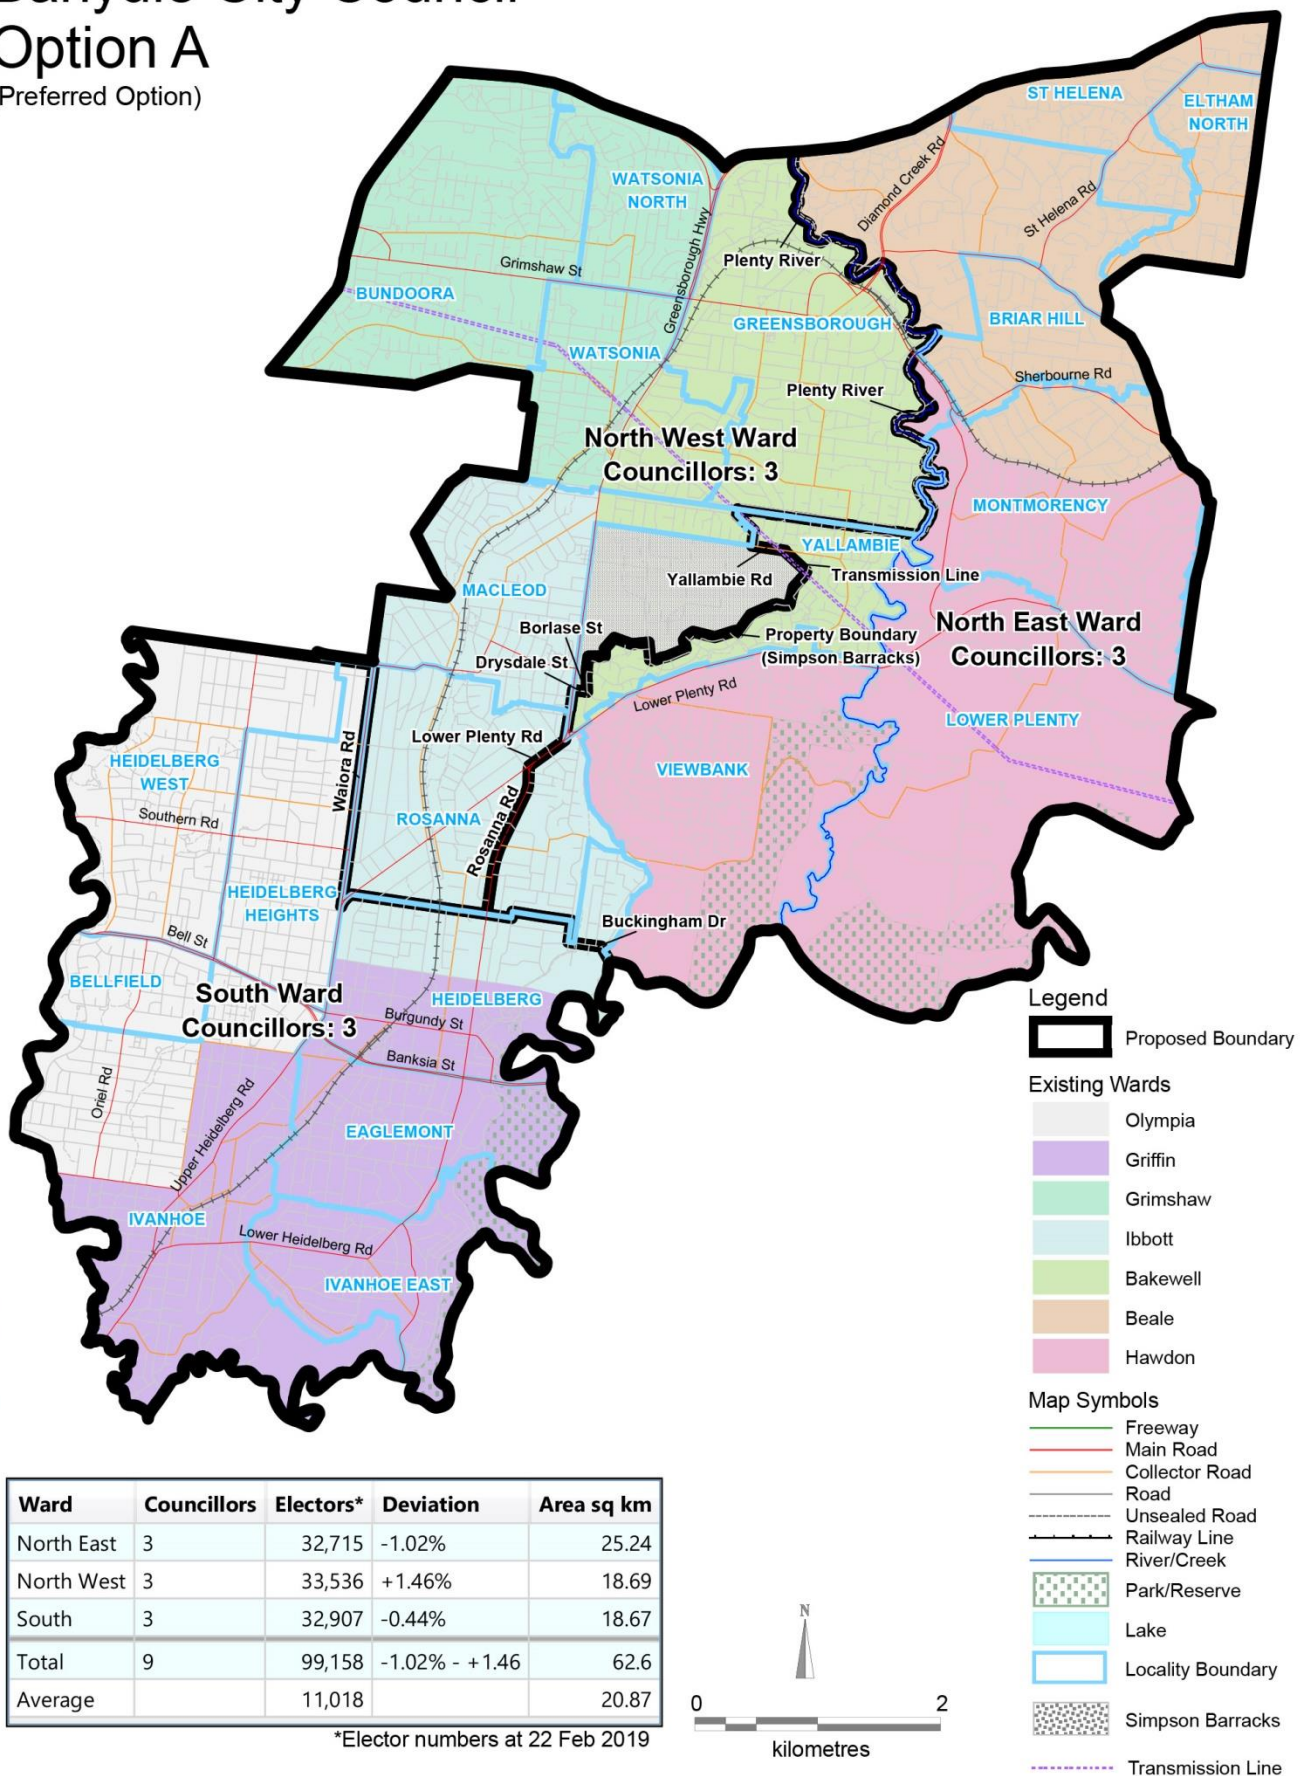 Banyule City Council
Option A
Preferred Option)
ST HELENA
ELTHAM
NORTH
WATSONIA
NORTH
Diamond Creek Rd
St Helena Rd
Greensborough Hwy
Plenty River
Grimshaw St
BUNDOORA
GREENSBOROUGH
BRIAR HILL
WATSONIA
Sherbourne Rd
Plenty River
North West Ward
Councillors: 3
MONTMORENCY
YALLAMBIE
Yallambie Rd
Transmission Line
MACLEOD
Borlase St
Property Boundary
(Simpson Barracks)
North East Ward
Councillors: 3
Drysdale St
Lower Plenty Rd
LOWER PLENTY
Lower Plenty Rd
Waiora Rd
HEIDELBERG
WEST
VIEWBANK
Southern Rd
ROSANNA
Rosanna Rd
HEIDELBERG
HEIGHTS
Buckingham Dr
Bell St
BELLFIELD
South Ward
Councillors: 3
HEIDELBERG
Burgundy St
Banksia St
Oriel Rd
Upper Heidelberg Rd
EAGLEMONT
IVANHOE
Lower Heidelberg Rd
IVANHOE EAST
Legend
Proposed Boundary
Existing Wards
Olympia
Griffin
Grimshaw
Ibbott
Bakewell
Beale
Hawdon
Map Symbols
Freeway
Main Road
Collector Road
Road
Unsealed Road
Railway Line
River/Creek
Park/Reserve
Lake
Locality Boundary
Simpson Barracks
Transmission Line
Ward Councillors Electors* Deviation Area sq km
North East 3 32,715 -1.02% 25.24
North West 3 33,536 +1.46% 18.69
South 3 32,907 -0.44% 18.67
Total 9 99,158 -1.02% - +1.46 62.6
Average 11,018 20.87
*Elector numbers at 22 Feb 2019
N
0 2
kilometres